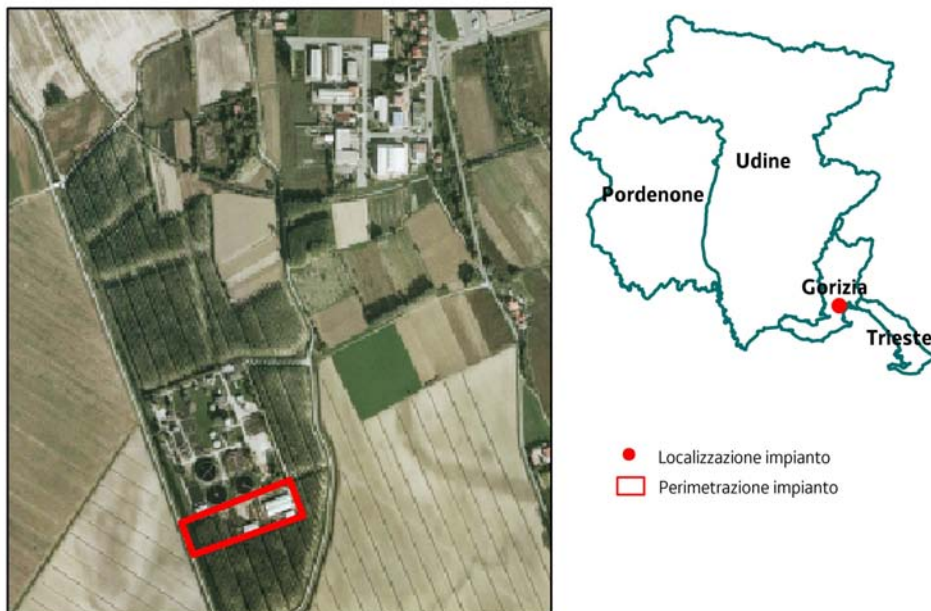 Udine
Pordenone
Gorizia
Trieste
Localizzazione impianto
Perimetrazione impianto